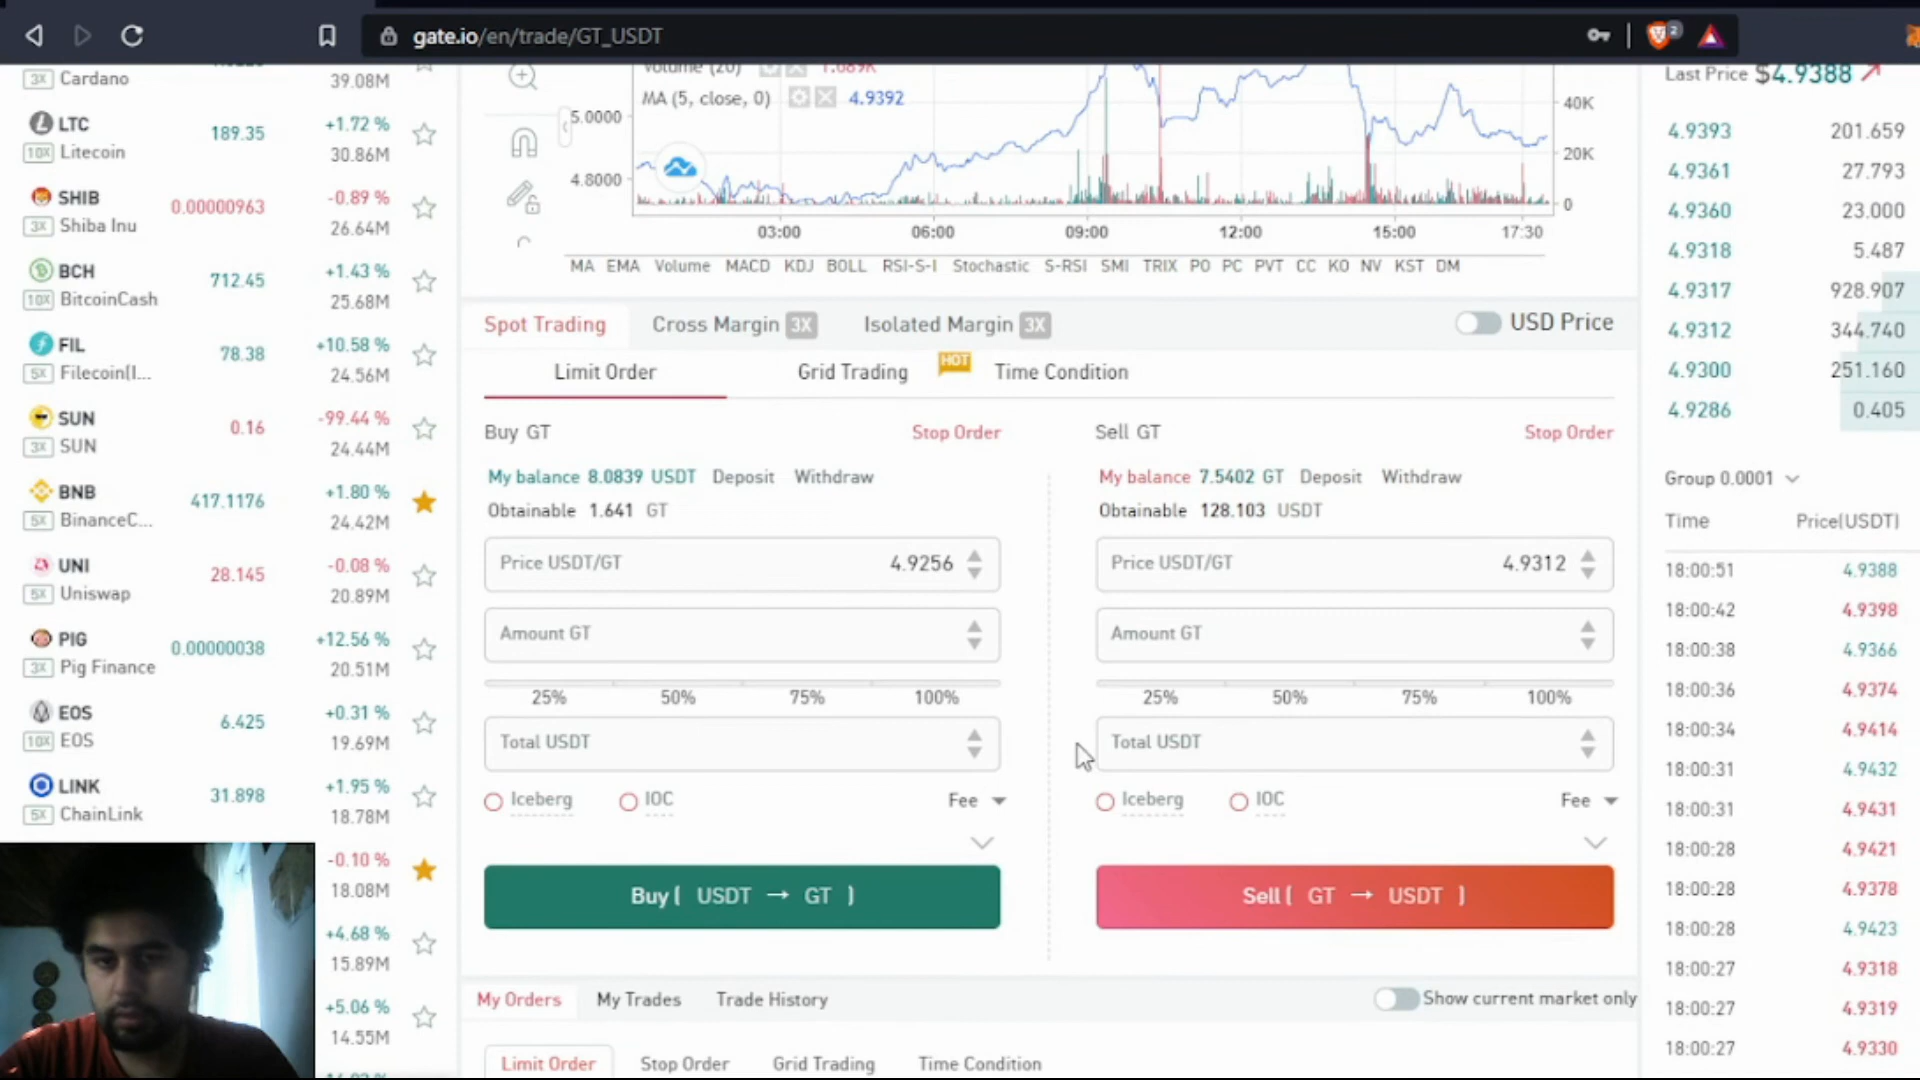 gate.io/en/trade/GT_USDT
2
3X Cardano 39.08M
LTC 189.35 +1.72 %
10X Litecoin 30.86M
SHIB 0.00000963 -0.89 %
3X Shiba Inu 26.64M
BCH 712.45 +1.43 %
10X BitcoinCash 25.68M
FIL 78.38 +10.58 %
5X Filecoin(I... 24.56M
SUN 0.16 -99.44 %
3X SUN 24.44M
BNB 417.1176 +1.80 %
5X BinanceC... 24.42M
UNI 28.145 -0.08 %
5X Uniswap 20.89M
PIG 0.00000038 +12.56 %
3X Pig Finance 20.51M
EOS 6.425 +0.31 %
10X EOS 19.69M
LINK 31.898 +1.95 %
5X ChainLink 18.78M
-0.10 %
18.08M
+4.68 %
15.89M
+5.06 %
14.55M
Volume (20) 1.689K
MA (5, close, 0) 4.9392
5.0000
4.8000
40K
20K
0
03:00 06:00 09:00 12:00 15:00 17:30
MA EMA Volume MACD KDJ BOLL RSI-S-I Stochastic S-RSI SMI TRIX PO PC PVT CC KO NV KST DM
Spot Trading Cross Margin 3X Isolated Margin 3X USD Price
Limit Order Grid Trading HOT Time Condition
Buy GT Stop Order
My balance 8.0839 USDT Deposit Withdraw
Obtainable 1.641 GT
Price USDT/GT 4.9256
Amount GT
25% 50% 75% 100%
Total USDT
Iceberg IOC Fee
Buy( USDT → GT )
Sell GT Stop Order
My balance 7.5402 GT Deposit Withdraw
Obtainable 128.103 USDT
Price USDT/GT 4.9312
Amount GT
25% 50% 75% 100%
Total USDT
Iceberg IOC Fee
Sell( GT → USDT )
My Orders My Trades Trade History Show current market only
Limit Order Stop Order Grid Trading Time Condition
Last Price $4.9388
4.9393 201.659
4.9361 27.793
4.9360 23.000
4.9318 5.487
4.9317 928.907
4.9312 344.740
4.9300 251.160
4.9286 0.405
Group 0.0001
Time Price(USDT)
18:00:51 4.9388
18:00:42 4.9398
18:00:38 4.9366
18:00:36 4.9374
18:00:34 4.9414
18:00:31 4.9432
18:00:31 4.9431
18:00:28 4.9421
18:00:28 4.9378
18:00:28 4.9423
18:00:27 4.9318
18:00:27 4.9319
18:00:27 4.9330